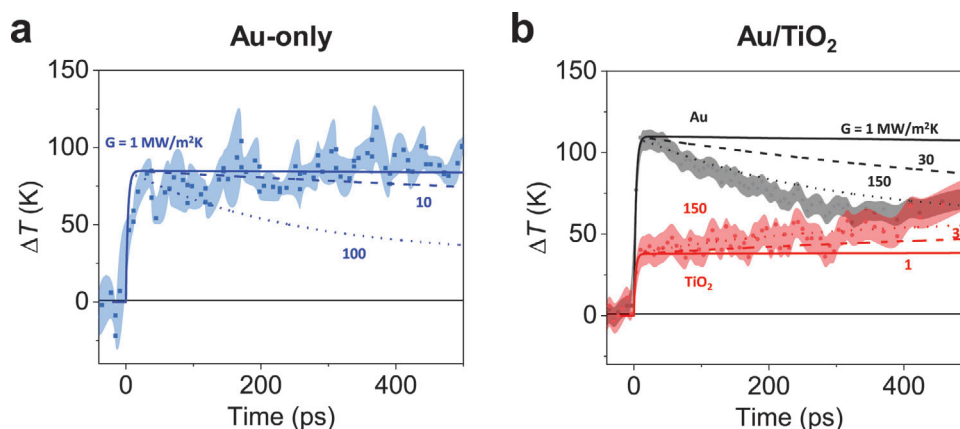 a
Au-only
150
100
50
0
G = 1 MW/m²K
10
100
ΔT (K)
0
200
400
Time (ps)
b
Au/TiO₂
150
100
50
0
Au
G = 1 MW/m²K
30
150
150
3
1
TiO₂
ΔT (K)
0
200
400
Time (ps)